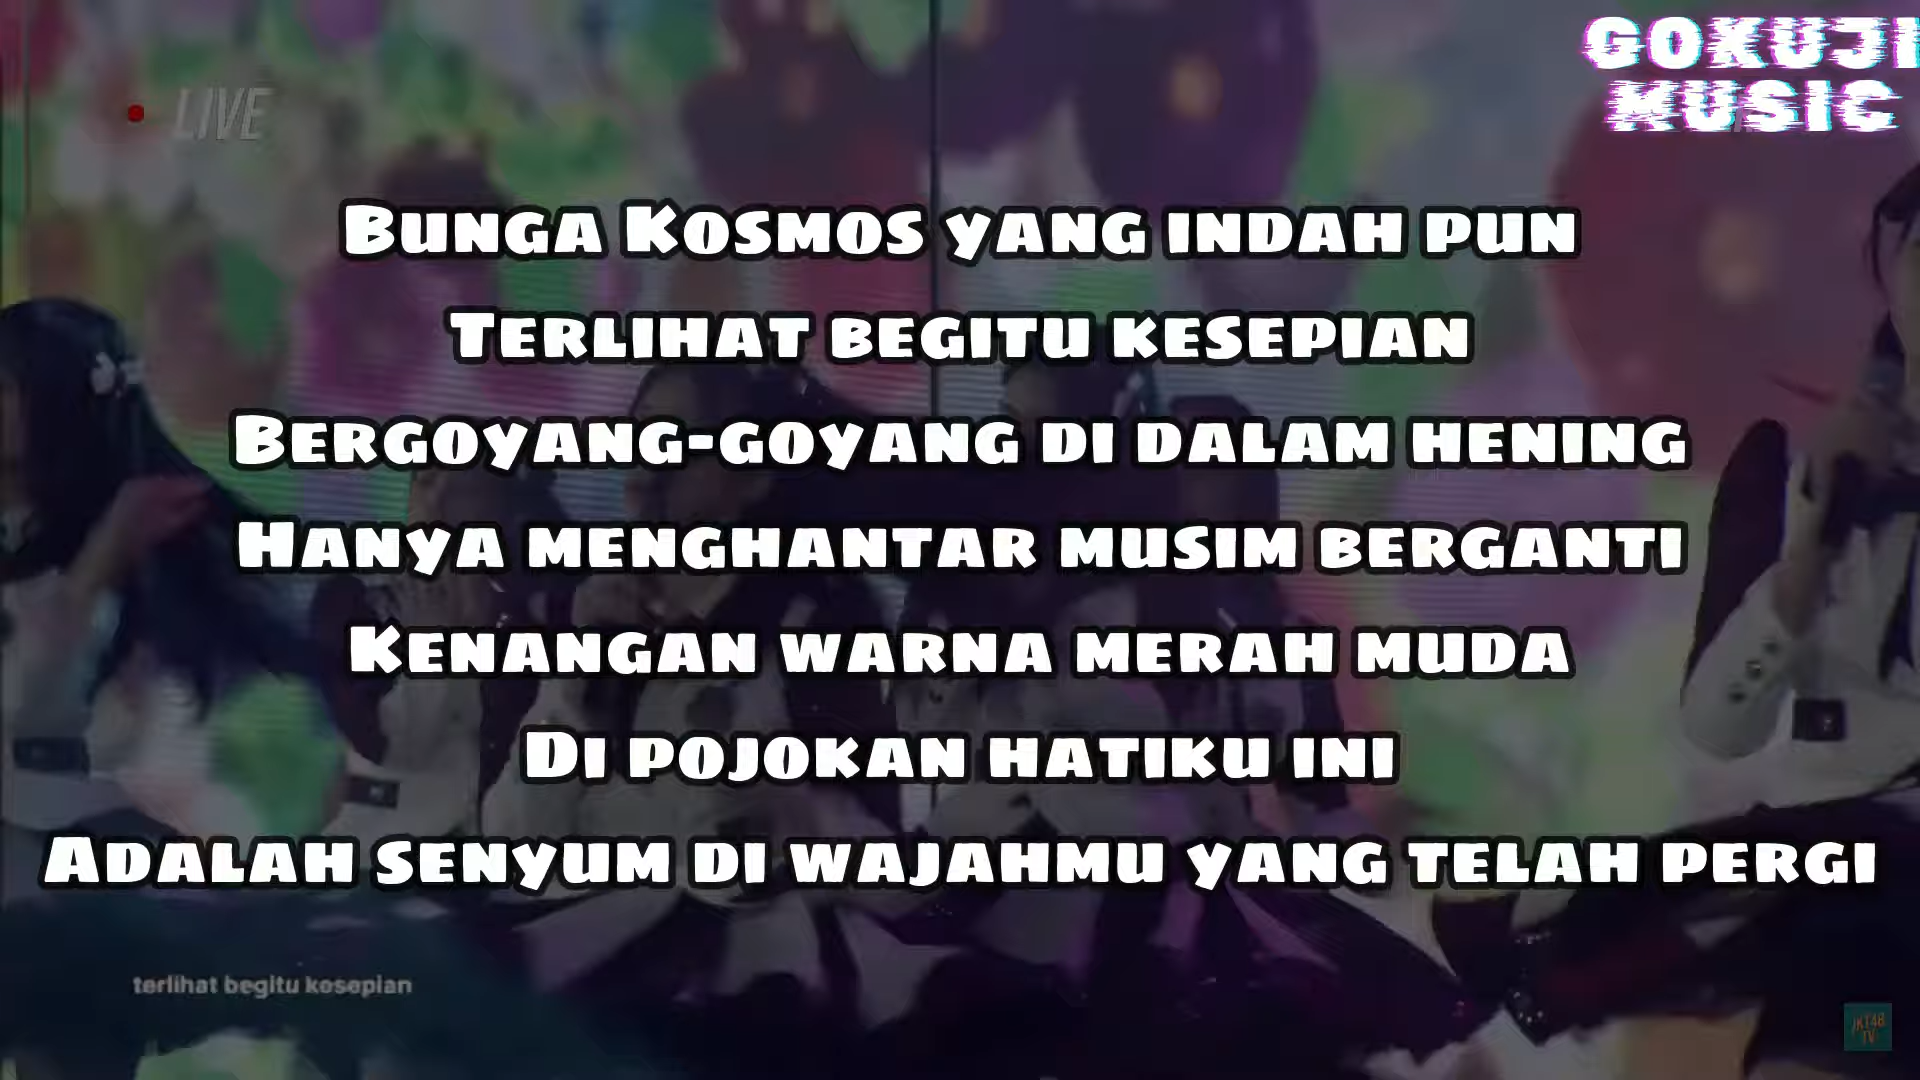 GOKUJI
MUSIC
LIVE
Bunga Kosmos yang indah pun
Terlihat begitu kesepian
Bergoyang-goyang di dalam hening
Hanya menghantar musim berganti
Kenangan warna merah muda
Di pojokan hatiku ini
Adalah senyum di wajahmu yang telah pergi
terlihat begitu kesepian
JKT48
TV